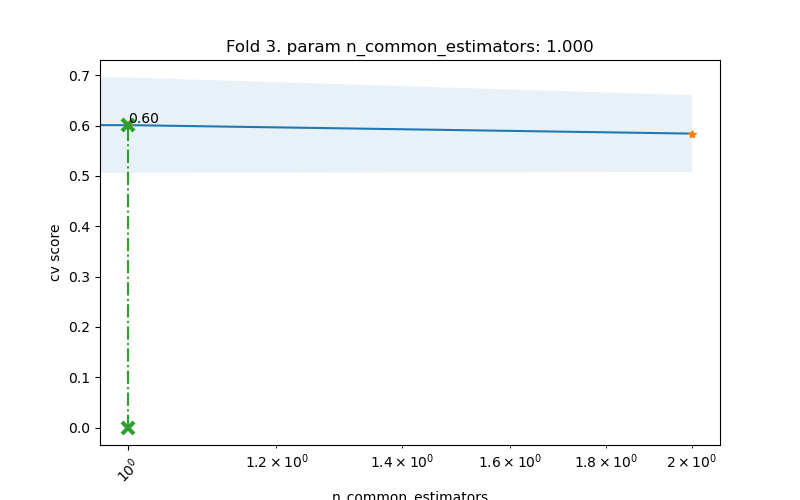 Fold 3. param n_common_estimators: 1.000
cv score
0.7
0.6
0.5
0.4
0.3
0.2
0.1
0.0
0.60
10⁰
1.2 × 10⁰
1.4 × 10⁰
1.6 × 10⁰
1.8 × 10⁰
2 × 10⁰
n_common_estimators